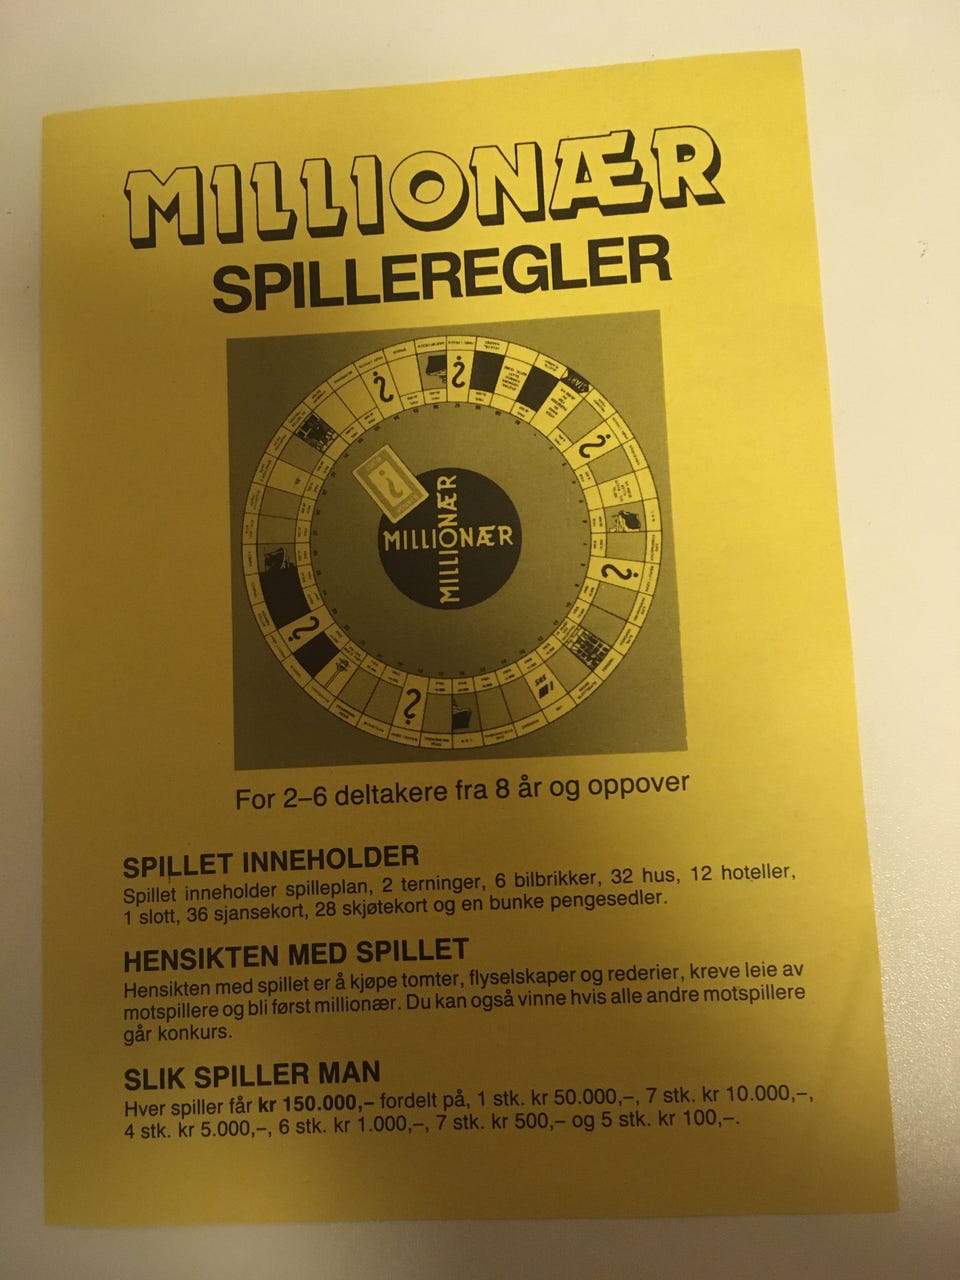 MILLIONÆR
SPILLEREGLER
START
SAS
MILLIONÆR
MILLIONÆR
For 2–6 deltakere fra 8 år og oppover
SPILLET INNEHOLDER
Spillet inneholder spilleplan, 2 terninger, 6 bilbrikker, 32 hus, 12 hoteller,
1 slott, 36 sjansekort, 28 skjøtekort og en bunke pengesedler.
HENSIKTEN MED SPILLET
Hensikten med spillet er å kjøpe tomter, flyselskaper og rederier, kreve leie av
motspillere og bli først millionær. Du kan også vinne hvis alle andre motspillere
går konkurs.
SLIK SPILLER MAN
Hver spiller får kr 150.000,– fordelt på, 1 stk. kr 50.000,–, 7 stk. kr 10.000,–,
4 stk. kr 5.000,–, 6 stk. kr 1.000,–, 7 stk. kr 500,– og 5 stk. kr 100,–.